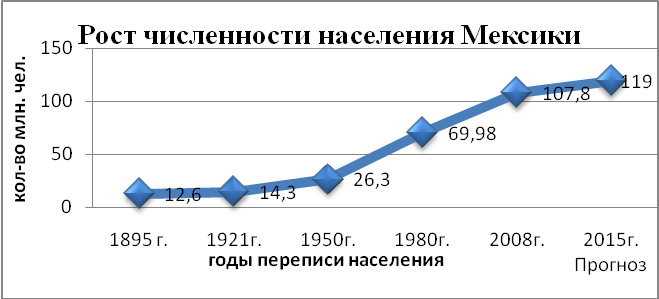 Рост численности населения Мексики
кол-во млн. чел.
150
100
50
0
12,6
14,3
26,3
69,98
107,8
119
1895 г. 1921г. 1950г. 1980г. 2008г. 2015г.
Прогноз
годы переписи населения